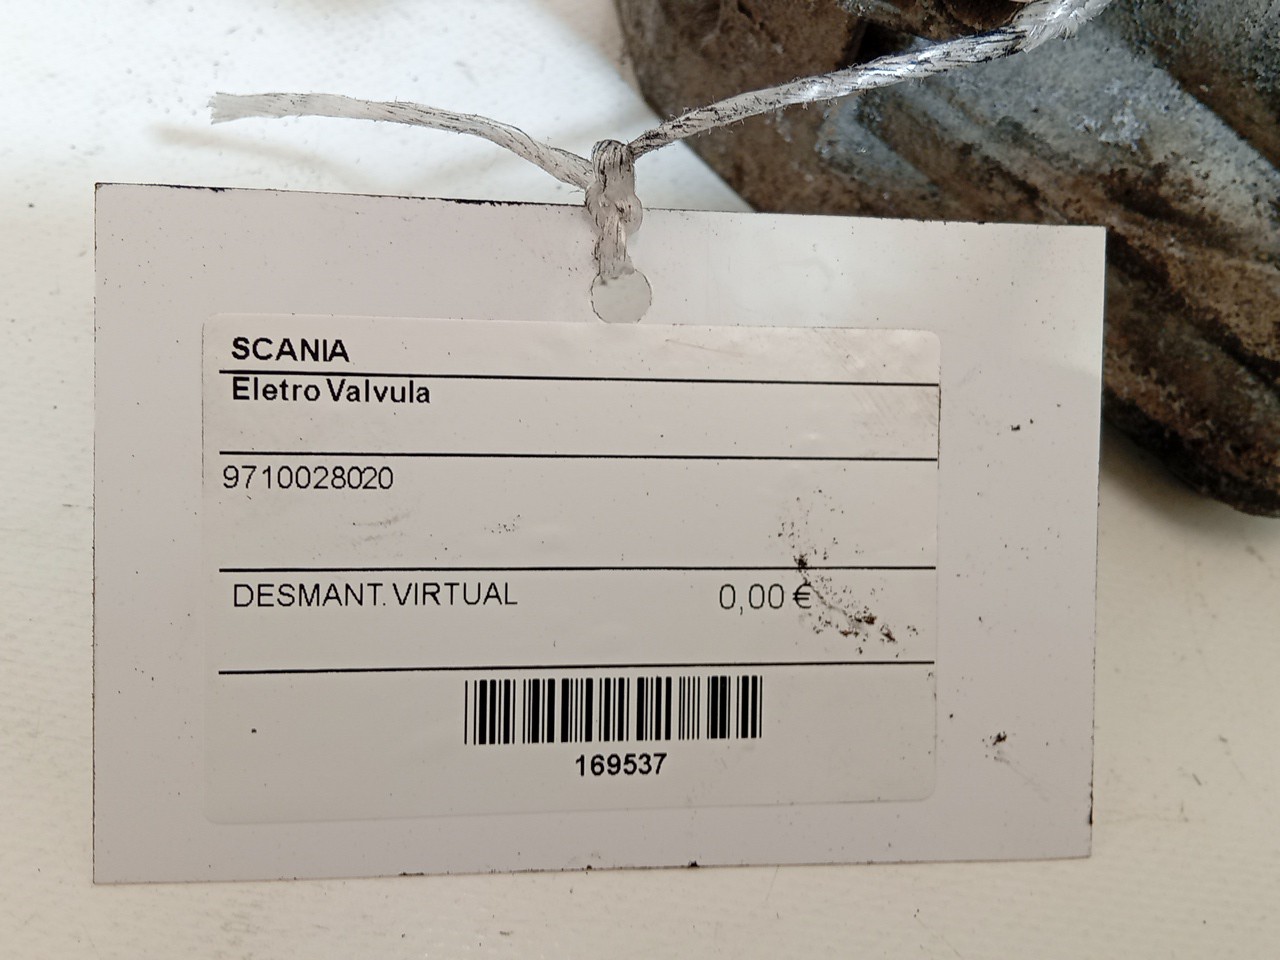 SCANIA
Eletro Valvula
9710028020
DESMANT. VIRTUAL 0,00 €
169537